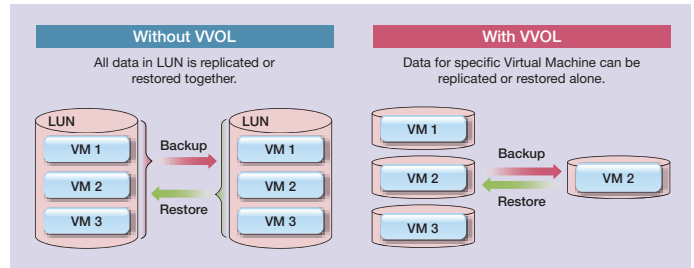 Without VVOL
All data in LUN is replicated or
restored together.
LUN
VM 1
VM 2
VM 3
Backup
Restore
LUN
VM 1
VM 2
VM 3
With VVOL
Data for specific Virtual Machine can be
replicated or restored alone.
VM 1
VM 2
VM 3
Backup
Restore
VM 2